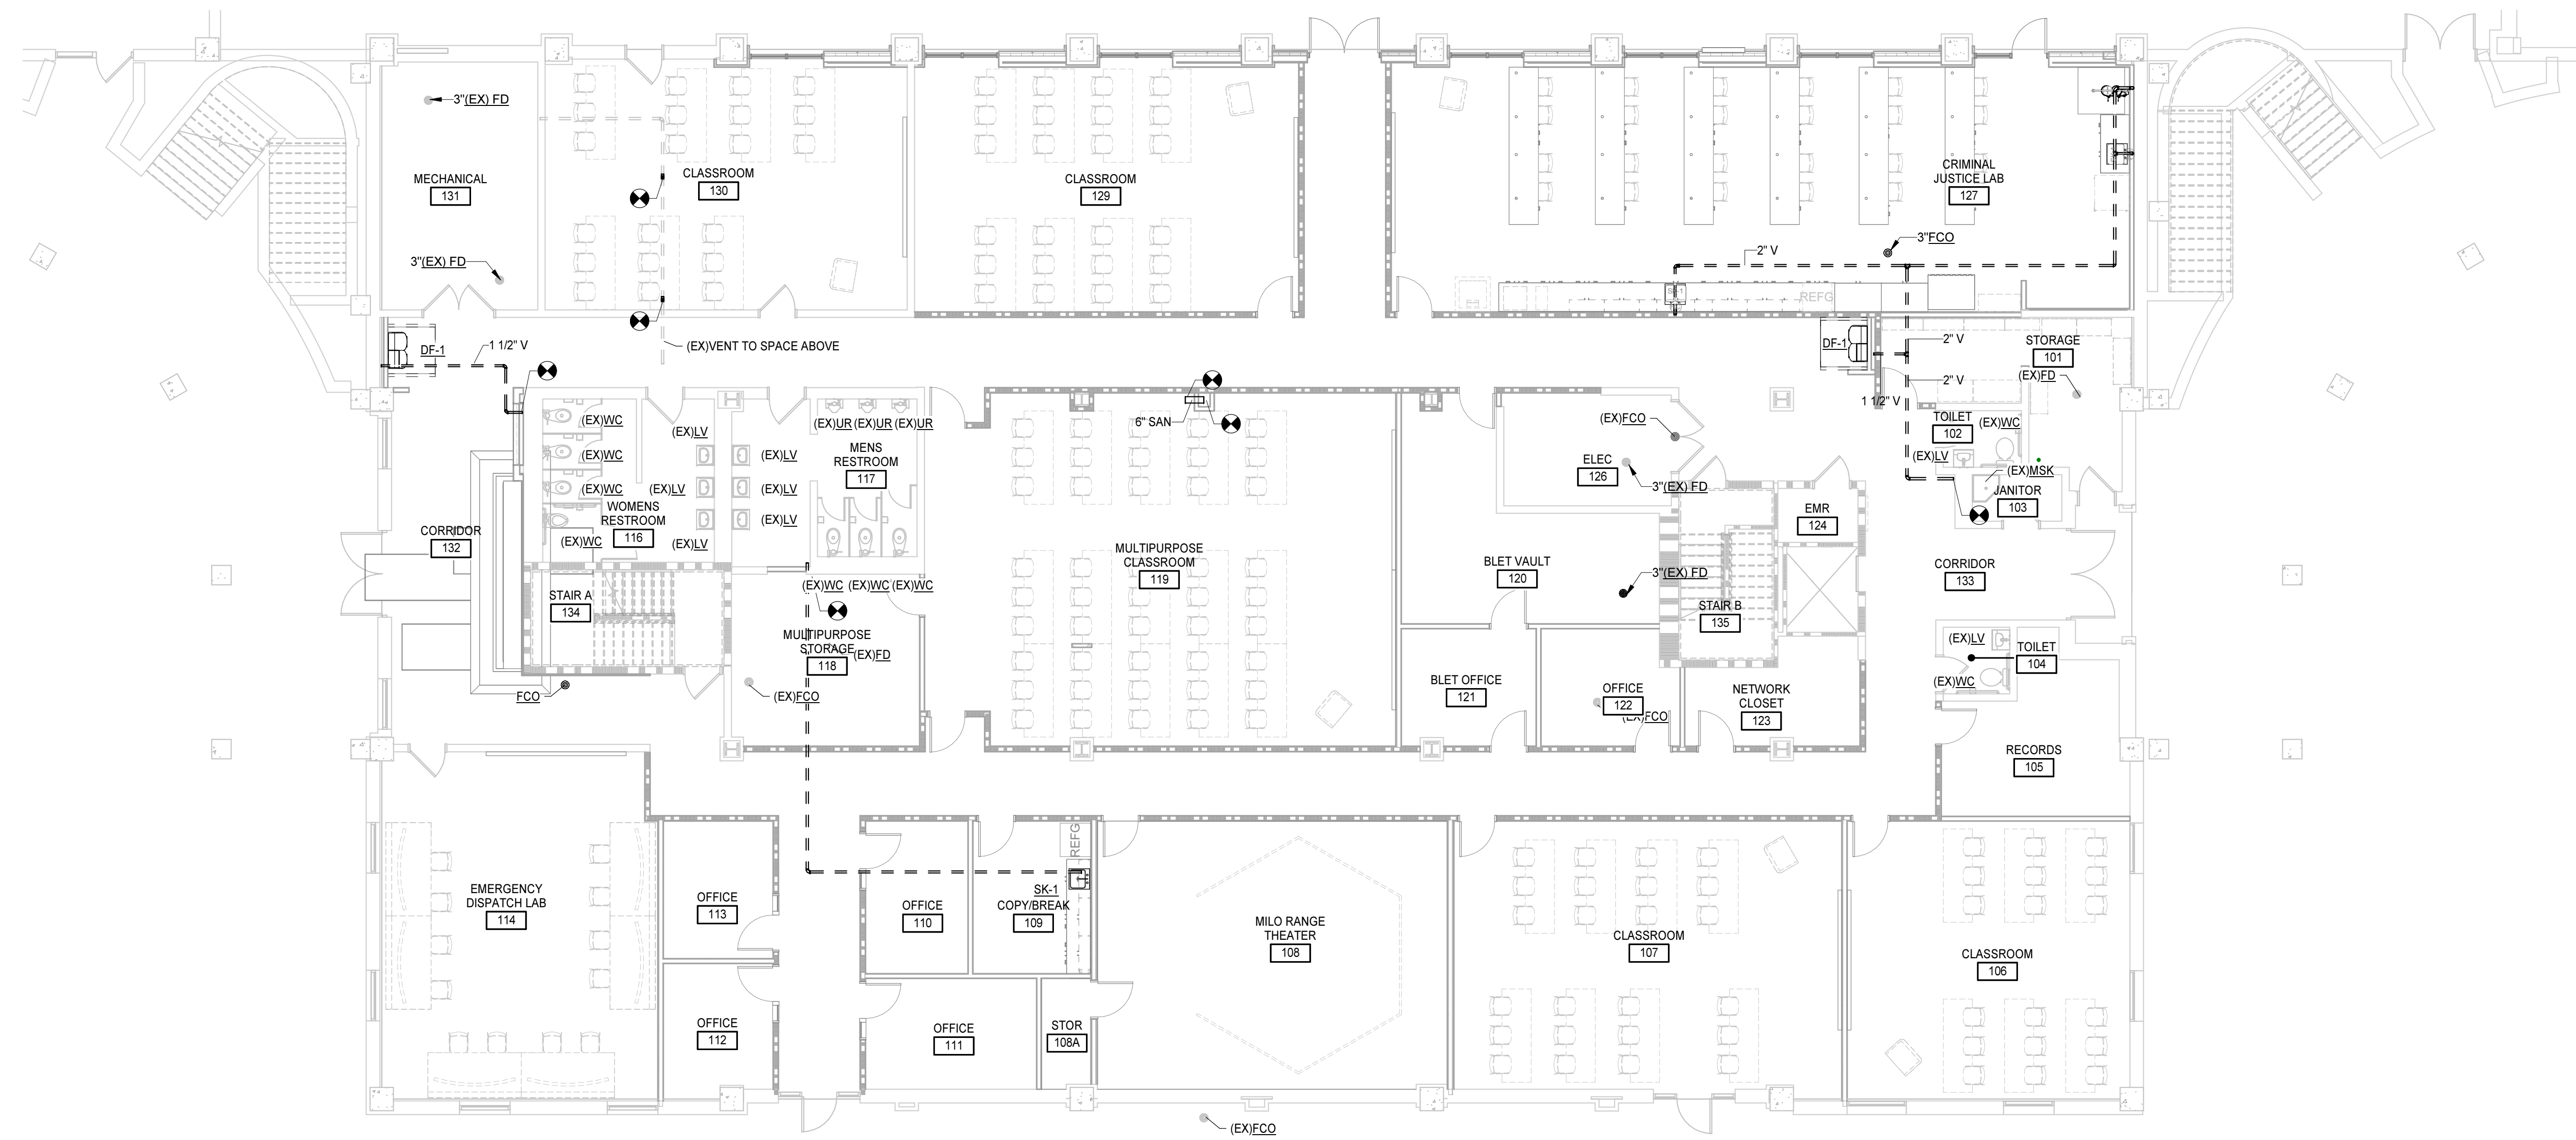 3"(EX) FD
MECHANICAL
131
3"(EX) FD
CLASSROOM
130
CLASSROOM
129
CRIMINAL
JUSTICE LAB
127
3"FCO
2" V
REFG
DF-1
1 1/2" V
(EX)VENT TO SPACE ABOVE
DF-1
2" V
STORAGE
101
(EX)FD
2" V
1 1/2" V
TOILET
102
(EX)WC
(EX)LV
(EX)MSK
JANITOR
103
(EX)WC
(EX)WC
(EX)WC
(EX)WC
(EX)LV
(EX)LV
(EX)LV
WOMENS
RESTROOM
116
(EX)UR
(EX)UR
(EX)UR
(EX)LV
(EX)LV
(EX)LV
MENS
RESTROOM
117
6" SAN
(EX)FCO
ELEC
126
3"(EX) FD
CORRIDOR
132
MULTIPURPOSE
CLASSROOM
119
EMR
124
BLET VAULT
120
3"(EX) FD
CORRIDOR
133
(EX)WC
(EX)WC
(EX)WC
STAIR A
134
STAIR B
135
MULTIPURPOSE
STORAGE
118
(EX)FD
(EX)FCO
FCO
(EX)LV
TOILET
104
(EX)WC
BLET OFFICE
121
OFFICE
122
(EX)FCO
NETWORK
CLOSET
123
RECORDS
105
EMERGENCY
DISPATCH LAB
114
OFFICE
113
OFFICE
110
REFG
SK-1
COPY/BREAK
109
MILO RANGE
THEATER
108
CLASSROOM
107
CLASSROOM
106
OFFICE
112
OFFICE
111
STOR
108A
(EX)FCO